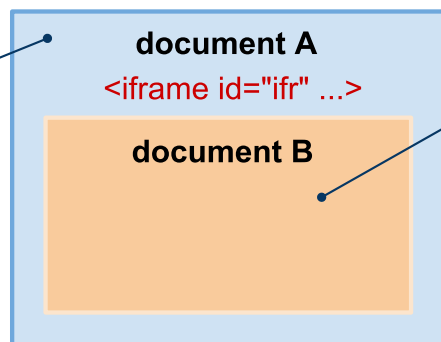 document A
<iframe id="ifr" ...>
document B